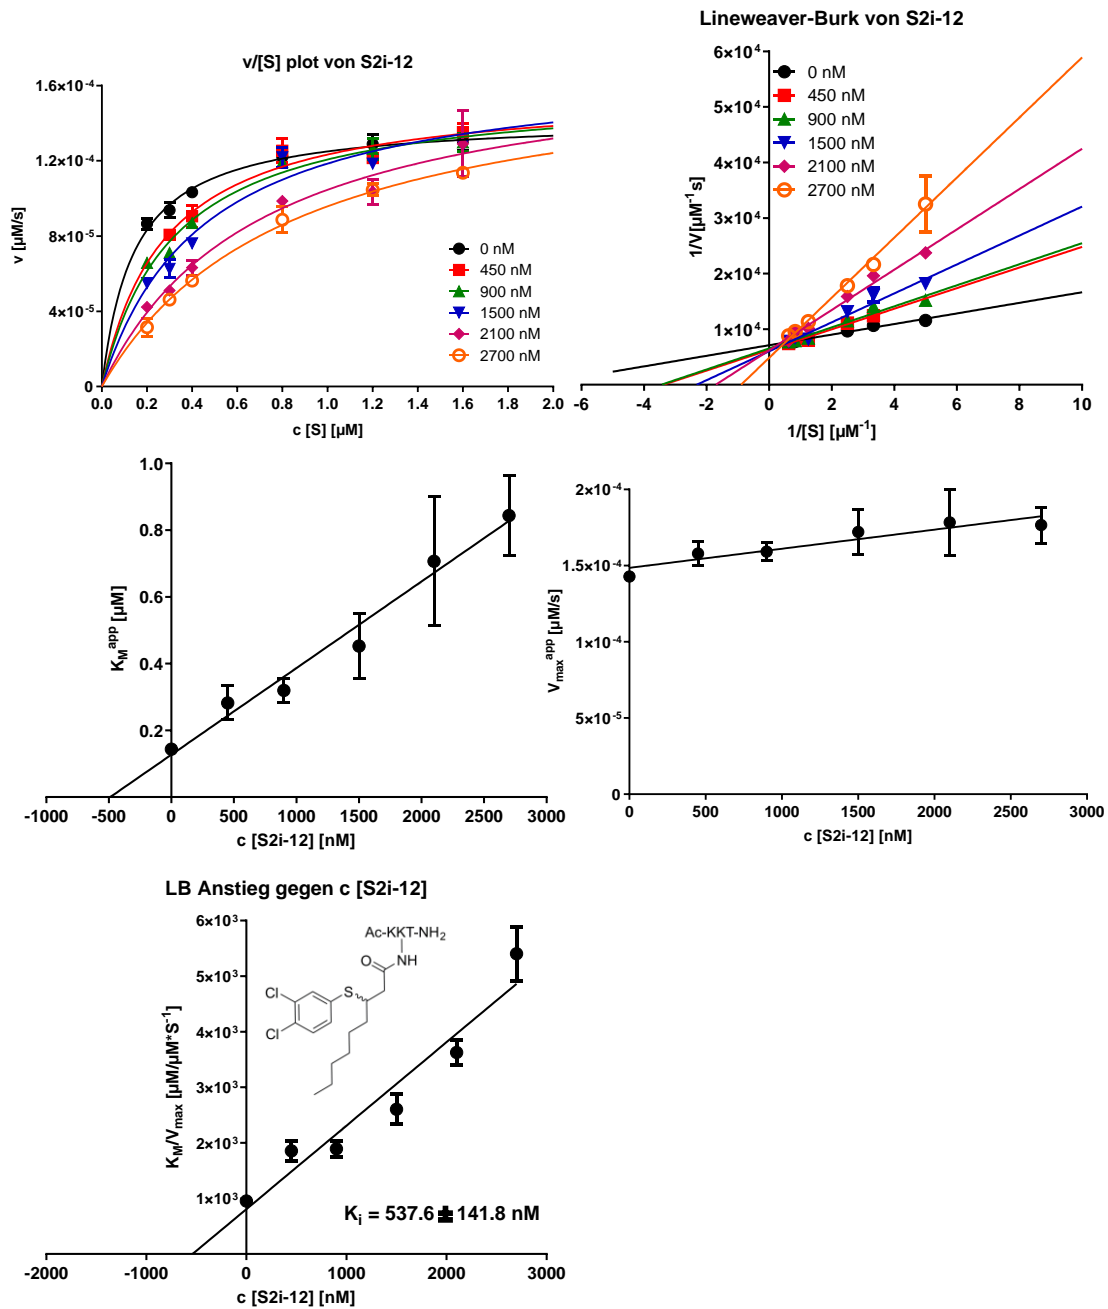 v/[S] plot von S2i-12
1.6×10⁻⁴
1.2×10⁻⁴
8×10⁻⁵
4×10⁻⁵
0
v [µM/s]
0 nM
450 nM
900 nM
1500 nM
2100 nM
2700 nM
0.0 0.2 0.4 0.6 0.8 1.0 1.2 1.4 1.6 1.8 2.0
c [S] [µM]
Lineweaver-Burk von S2i-12
6×10⁴
5×10⁴
4×10⁴
3×10⁴
2×10⁴
1×10⁴
1/V[µM⁻¹s]
0 nM
450 nM
900 nM
1500 nM
2100 nM
2700 nM
-6 -4 -2 0 2 4 6 8 10
1/[S] [µM⁻¹]
1.0
0.8
0.6
0.4
0.2
K_M^app [µM]
-1000 -500 0 500 1000 1500 2000 2500 3000
c [S2i-12] [nM]
2×10⁻⁴
1.5×10⁻⁴
1×10⁻⁴
5×10⁻⁵
0
V_max^app [µM/s]
0 500 1000 1500 2000 2500 3000
c [S2i-12] [nM]
LB Anstieg gegen c [S2i-12]
6×10³
5×10³
4×10³
3×10³
2×10³
1×10³
K_M/V_max [µM/µM*S⁻¹]
Ac-KKT-NH₂
O
NH
S
Cl
Cl
K_i = 537.6 ± 141.8 nM
-2000 -1000 0 1000 2000 3000
c [S2i-12] [nM]